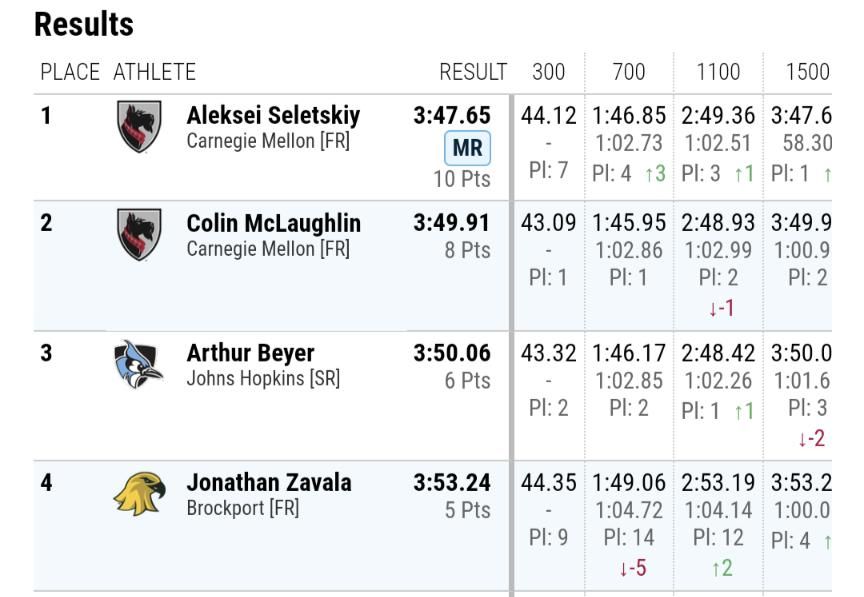 Results
PLACE ATHLETE RESULT 300 700 1100 1500
1 Aleksei Seletskiy 3:47.65 44.12 1:46.85 2:49.36 3:47.6
Carnegie Mellon [FR] MR - 1:02.73 1:02.51 58.30
10 Pts Pl: 7 Pl: 4 ↑3 Pl: 3 ↑1 Pl: 1 ↑
2 Colin McLaughlin 3:49.91 43.09 1:45.95 2:48.93 3:49.9
Carnegie Mellon [FR] 8 Pts - 1:02.86 1:02.99 1:00.9
Pl: 1 Pl: 1 Pl: 2 Pl: 2
↓-1
3 Arthur Beyer 3:50.06 43.32 1:46.17 2:48.42 3:50.0
Johns Hopkins [SR] 6 Pts - 1:02.85 1:02.26 1:01.6
Pl: 2 Pl: 2 Pl: 1 ↑1 Pl: 3
↓-2
4 Jonathan Zavala 3:53.24 44.35 1:49.06 2:53.19 3:53.2
Brockport [FR] 5 Pts - 1:04.72 1:04.14 1:00.0
Pl: 9 Pl: 14 Pl: 12 Pl: 4 ↑
↓-5 ↑2